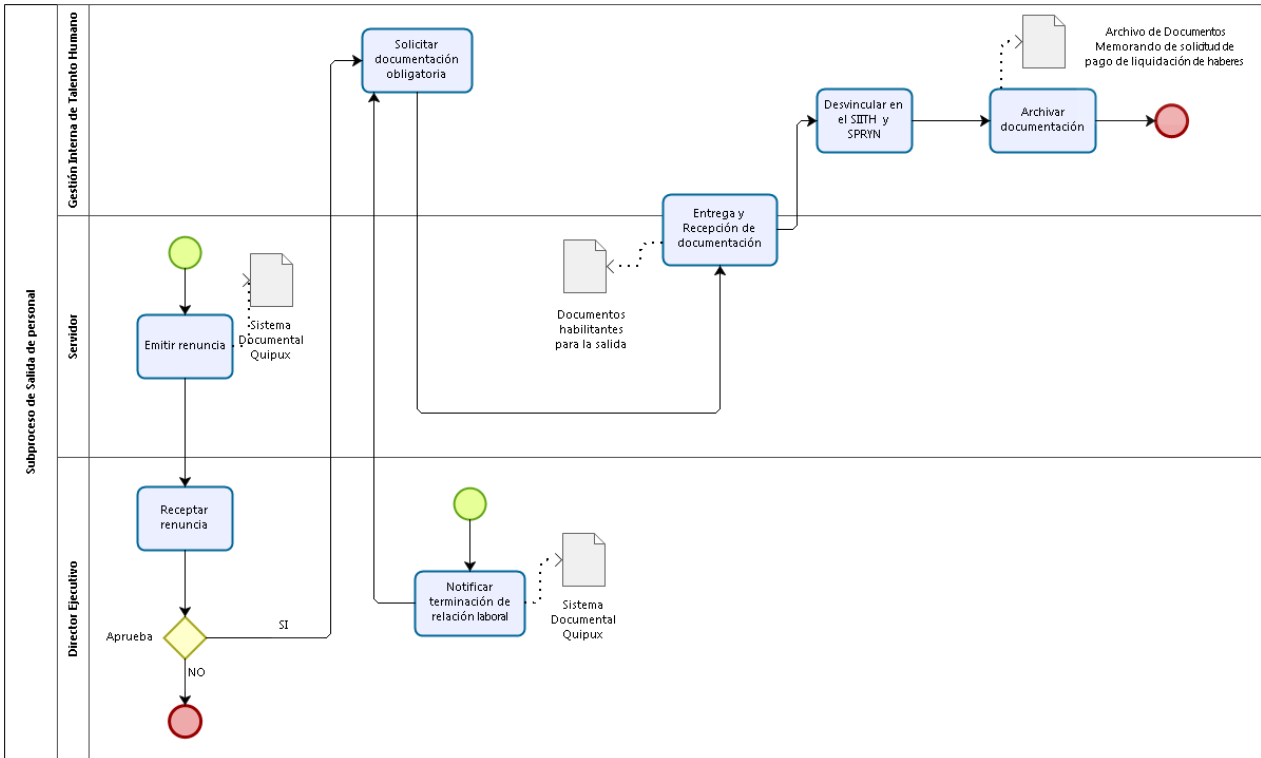 Subproceso de Salida de personal
Gestión Interna de Talento Humano
Solicitar
documentación
obligatoria
Desvincular en
el SIITH y
SPRYN
Archivar
documentación
Archivo de Documentos
Memorando de solicitud de
pago de liquidación de haberes
Servidor
Emitir renuncia
Sistema
Documental
Quipux
Entrega y
Recepción de
documentación
Documentos
habilitantes
para la salida
Director Ejecutivo
Receptar
renuncia
Aprueba
SI
NO
Notificar
terminación de
relación laboral
Sistema
Documental
Quipux